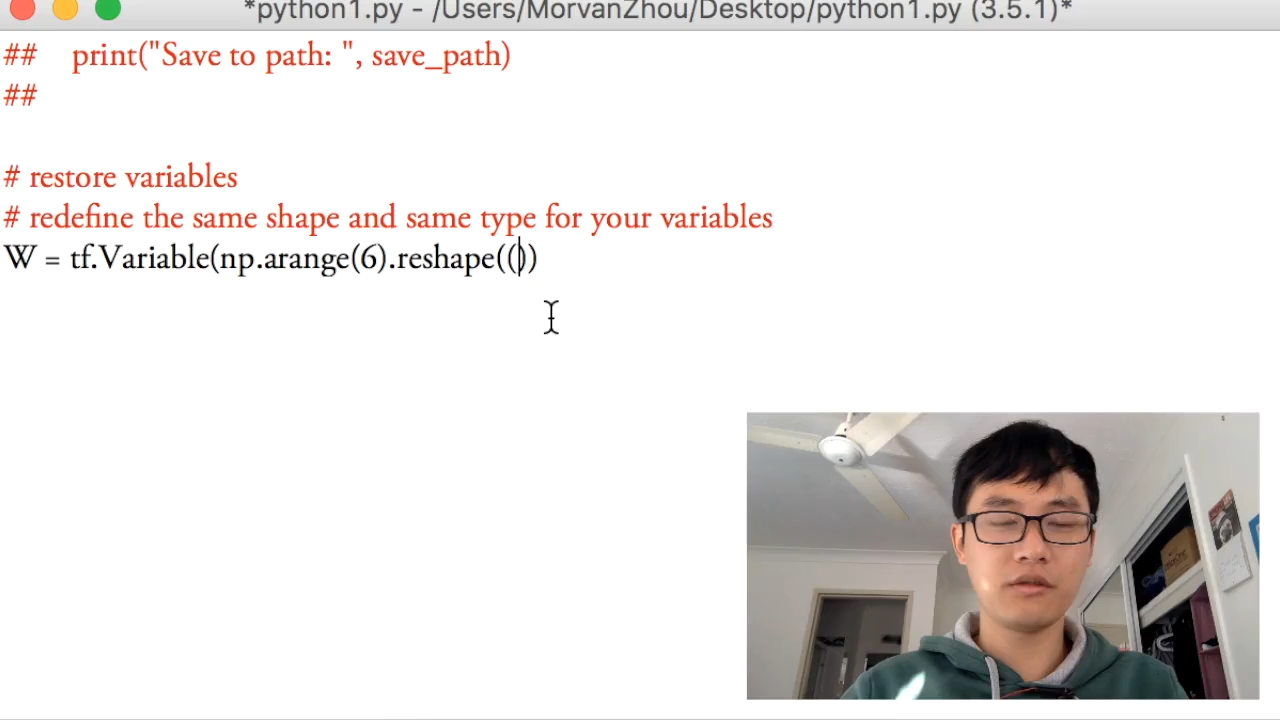 *python1.py - /Users/MorvanZhou/Desktop/python1.py (3.5.1)*
##    print("Save to path: ", save_path)
##
# restore variables
# redefine the same shape and same type for your variables
W = tf.Variable(np.arange(6).reshape(())